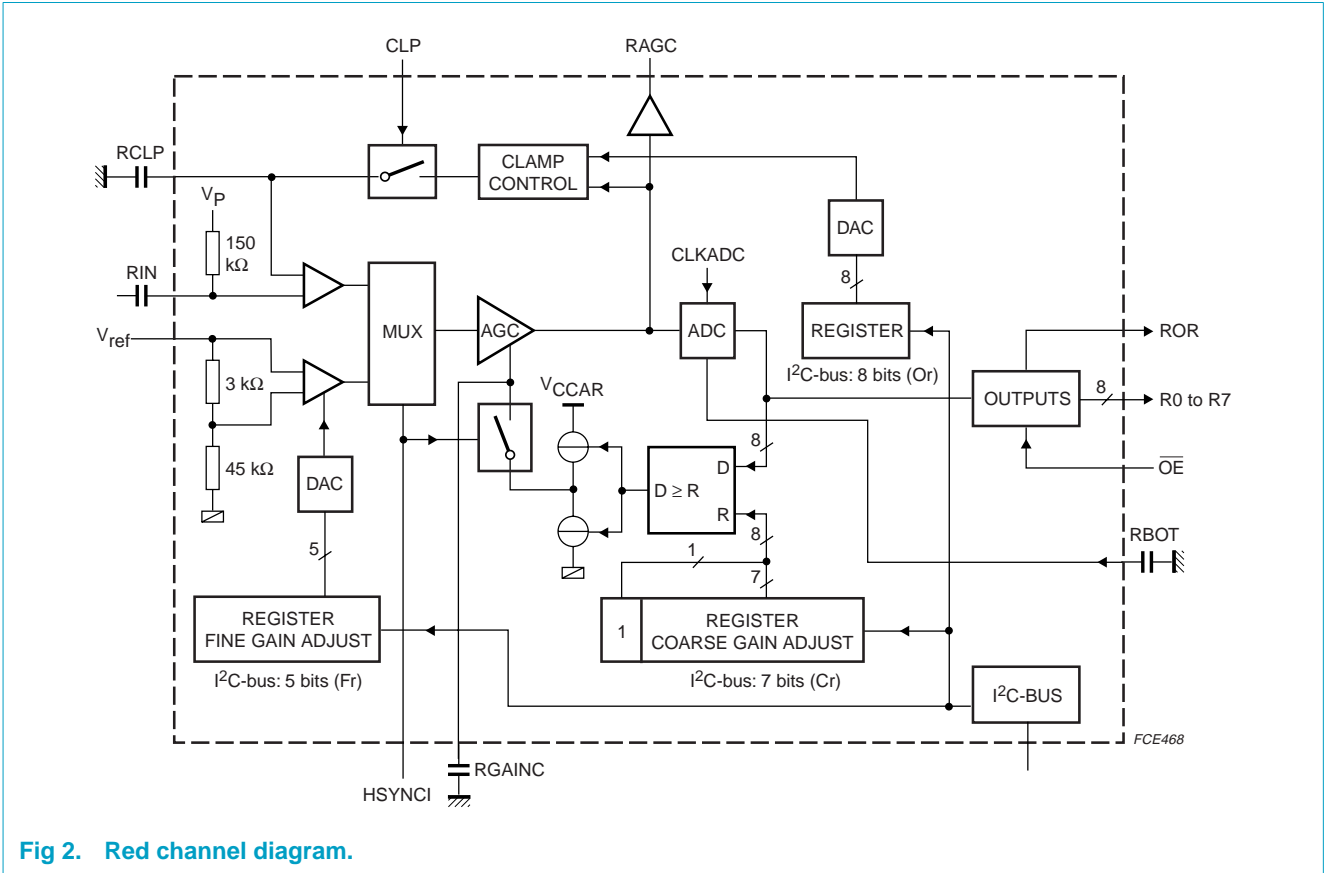 CLP
RAGC
RCLP
CLAMP
CONTROL
VP
150
kΩ
DAC
CLKADC
RIN
8
MUX
AGC
ADC
REGISTER
ROR
Vref
I²C-bus: 8 bits (Or)
3 kΩ
VCCAR
OUTPUTS
8
R0 to R7
8
45 kΩ
DAC
D
D ≥ R
R
OE
5
1
8
7
RBOT
REGISTER
FINE GAIN ADJUST
1
REGISTER
COARSE GAIN ADJUST
I²C-bus: 5 bits (Fr)
I²C-bus: 7 bits (Cr)
I²C-BUS
FCE468
RGAINC
HSYNCI
Fig 2. Red channel diagram.